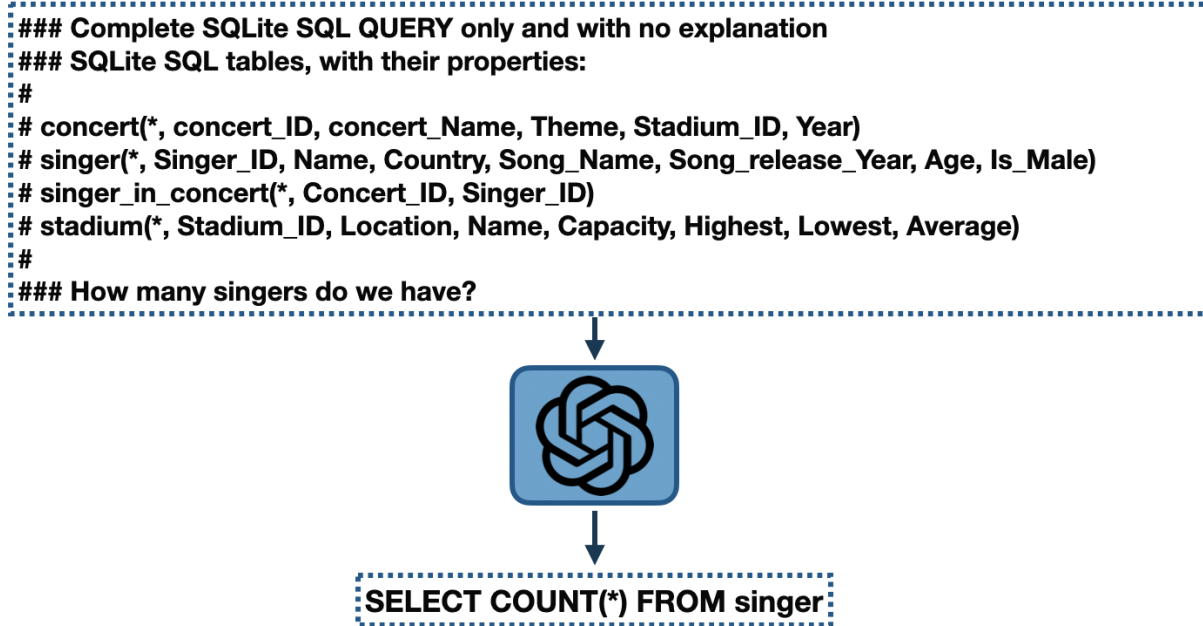 ### Complete SQLite SQL QUERY only and with no explanation
### SQLite SQL tables, with their properties:
#
# concert(*, concert_ID, concert_Name, Theme, Stadium_ID, Year)
# singer(*, Singer_ID, Name, Country, Song_Name, Song_release_Year, Age, Is_Male)
# singer_in_concert(*, Concert_ID, Singer_ID)
# stadium(*, Stadium_ID, Location, Name, Capacity, Highest, Lowest, Average)
#
### How many singers do we have?
SELECT COUNT(*) FROM singer